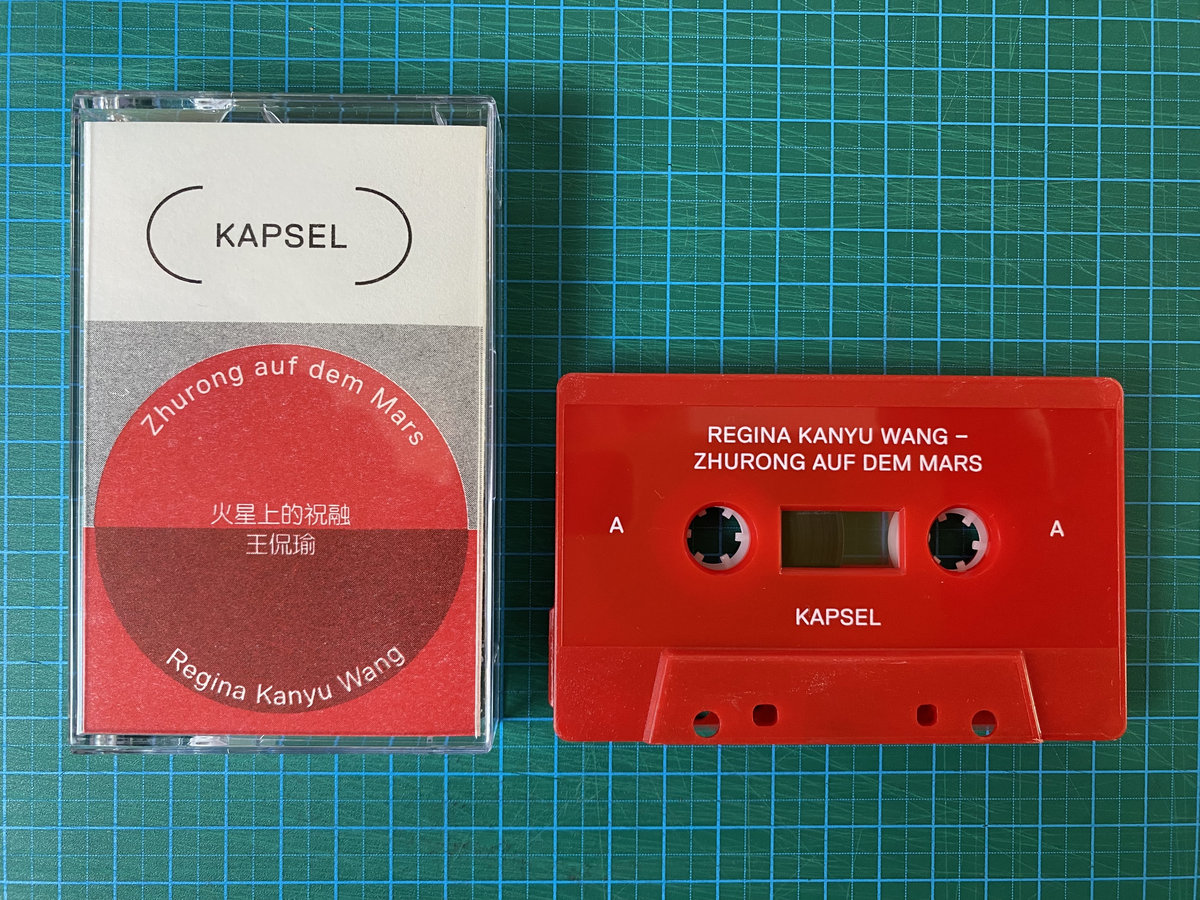 KAPSEL
Zhurong auf dem Mars
火星上的祝融
王侃瑜
Regina Kanyu Wang
REGINA KANYU WANG –
ZHURONG AUF DEM MARS
A
A
KAPSEL